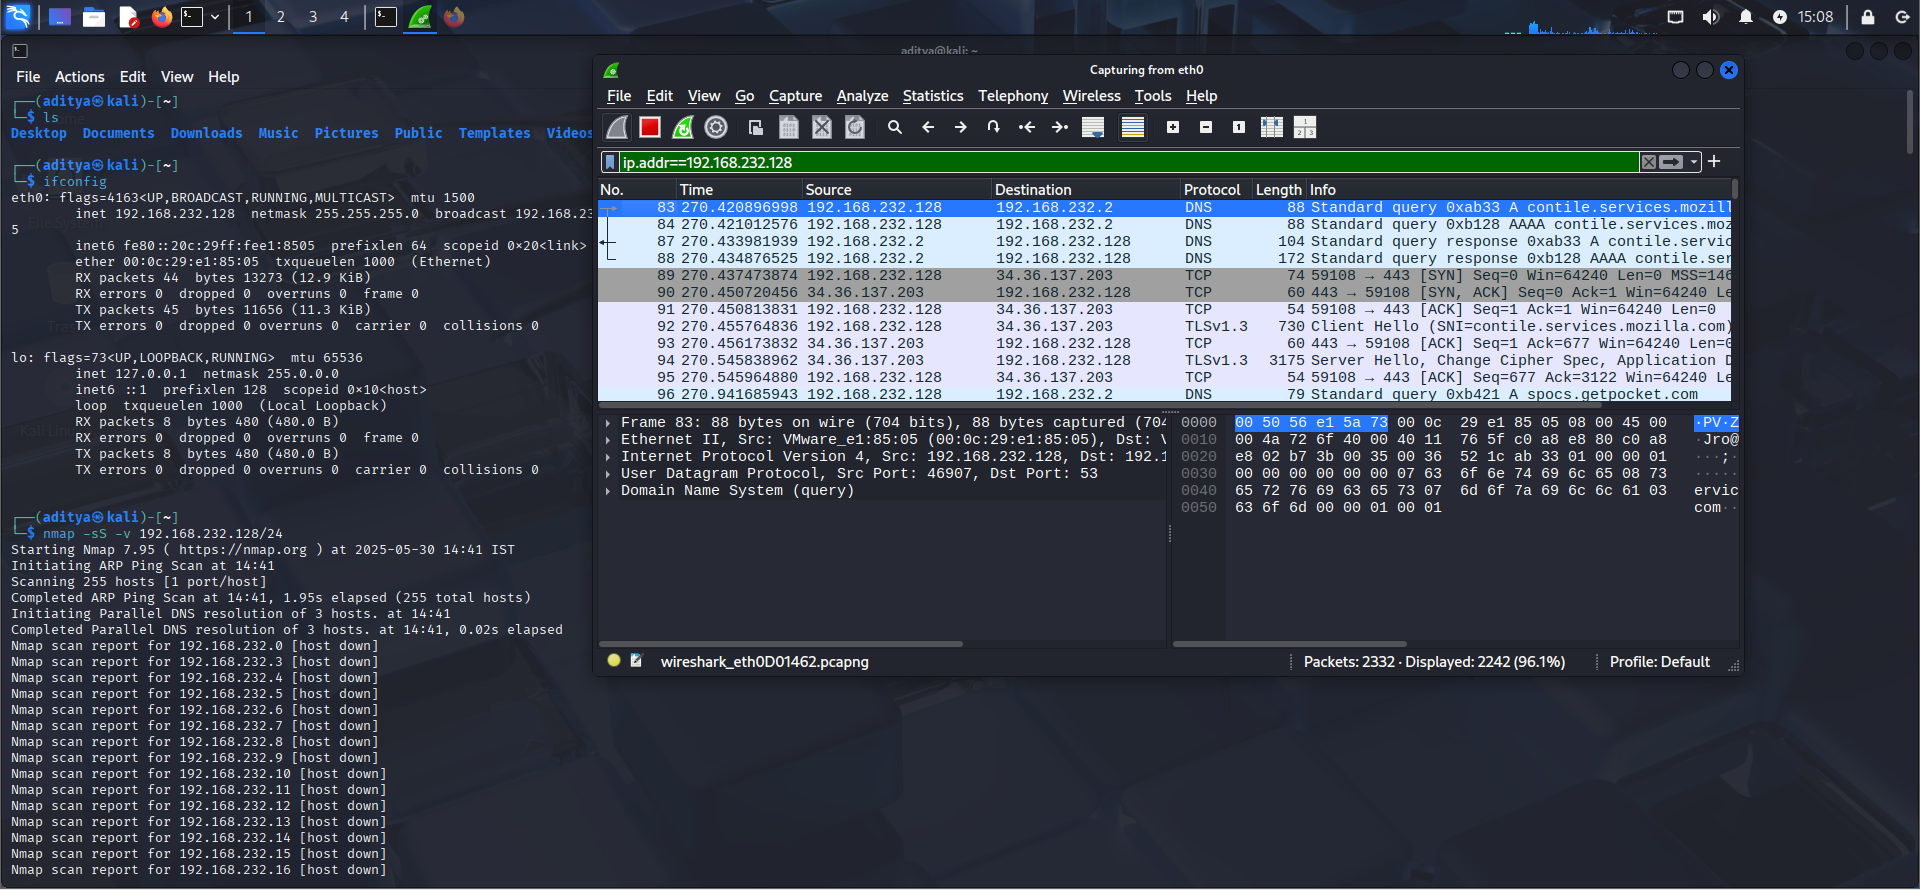 1 2 3 4
15:08
aditya@kali: ~
File Actions Edit View Help
┌──(aditya㉿kali)-[~]
└─$ ls
Desktop Documents Downloads Music Pictures Public Templates Videos
┌──(aditya㉿kali)-[~]
└─$ ifconfig
eth0: flags=4163<UP,BROADCAST,RUNNING,MULTICAST> mtu 1500
inet 192.168.232.128 netmask 255.255.255.0 broadcast 192.168.23
5
inet6 fe80::20c:29ff:fee1:8505 prefixlen 64 scopeid 0×20<link>
ether 00:0c:29:e1:85:05 txqueuelen 1000 (Ethernet)
RX packets 44 bytes 13273 (12.9 KiB)
RX errors 0 dropped 0 overruns 0 frame 0
TX packets 45 bytes 11656 (11.3 KiB)
TX errors 0 dropped 0 overruns 0 carrier 0 collisions 0
lo: flags=73<UP,LOOPBACK,RUNNING> mtu 65536
inet 127.0.0.1 netmask 255.0.0.0
inet6 ::1 prefixlen 128 scopeid 0×10<host>
loop txqueuelen 1000 (Local Loopback)
RX packets 8 bytes 480 (480.0 B)
RX errors 0 dropped 0 overruns 0 frame 0
TX packets 8 bytes 480 (480.0 B)
TX errors 0 dropped 0 overruns 0 carrier 0 collisions 0
┌──(aditya㉿kali)-[~]
└─$ nmap -sS -v 192.168.232.128/24
Starting Nmap 7.95 ( https://nmap.org ) at 2025-05-30 14:41 IST
Initiating ARP Ping Scan at 14:41
Scanning 255 hosts [1 port/host]
Completed ARP Ping Scan at 14:41, 1.95s elapsed (255 total hosts)
Initiating Parallel DNS resolution of 3 hosts. at 14:41
Completed Parallel DNS resolution of 3 hosts. at 14:41, 0.02s elapsed
Nmap scan report for 192.168.232.0 [host down]
Nmap scan report for 192.168.232.3 [host down]
Nmap scan report for 192.168.232.4 [host down]
Nmap scan report for 192.168.232.5 [host down]
Nmap scan report for 192.168.232.6 [host down]
Nmap scan report for 192.168.232.7 [host down]
Nmap scan report for 192.168.232.8 [host down]
Nmap scan report for 192.168.232.9 [host down]
Nmap scan report for 192.168.232.10 [host down]
Nmap scan report for 192.168.232.11 [host down]
Nmap scan report for 192.168.232.12 [host down]
Nmap scan report for 192.168.232.13 [host down]
Nmap scan report for 192.168.232.14 [host down]
Nmap scan report for 192.168.232.15 [host down]
Nmap scan report for 192.168.232.16 [host down]
Capturing from eth0
File Edit View Go Capture Analyze Statistics Telephony Wireless Tools Help
ip.addr==192.168.232.128
No. Time Source Destination Protocol Length Info
83 270.420896998 192.168.232.128 192.168.232.2 DNS 88 Standard query 0xab33 A contile.services.mozill
84 270.421012576 192.168.232.128 192.168.232.2 DNS 88 Standard query 0xb128 AAAA contile.services.moz
87 270.433981939 192.168.232.2 192.168.232.128 DNS 104 Standard query response 0xab33 A contile.servic
88 270.434876525 192.168.232.2 192.168.232.128 DNS 172 Standard query response 0xb128 AAAA contile.ser
89 270.437473874 192.168.232.128 34.36.137.203 TCP 74 59108 → 443 [SYN] Seq=0 Win=64240 Len=0 MSS=146
90 270.450720456 34.36.137.203 192.168.232.128 TCP 60 443 → 59108 [SYN, ACK] Seq=0 Ack=1 Win=64240 Le
91 270.450813831 192.168.232.128 34.36.137.203 TCP 54 59108 → 443 [ACK] Seq=1 Ack=1 Win=64240 Len=0
92 270.455764836 192.168.232.128 34.36.137.203 TLSv1.3 730 Client Hello (SNI=contile.services.mozilla.com)
93 270.456173832 34.36.137.203 192.168.232.128 TCP 60 443 → 59108 [ACK] Seq=1 Ack=677 Win=64240 Len=0
94 270.545838962 34.36.137.203 192.168.232.128 TLSv1.3 3175 Server Hello, Change Cipher Spec, Application D
95 270.545964880 192.168.232.128 34.36.137.203 TCP 54 59108 → 443 [ACK] Seq=677 Ack=3122 Win=64240 Le
96 270.941685943 192.168.232.128 192.168.232.2 DNS 79 Standard query 0xb421 A spocs.getpocket.com
Frame 83: 88 bytes on wire (704 bits), 88 bytes captured (704
Ethernet II, Src: VMware_e1:85:05 (00:0c:29:e1:85:05), Dst: V
Internet Protocol Version 4, Src: 192.168.232.128, Dst: 192.1
User Datagram Protocol, Src Port: 46907, Dst Port: 53
Domain Name System (query)
0000 00 50 56 e1 5a 73 00 0c 29 e1 85 05 08 00 45 00 ·PV·Z
0010 00 4a 72 6f 40 00 40 11 76 5f c0 a8 e8 80 c0 a8 ·Jro@
0020 e8 02 b7 3b 00 35 00 36 52 1c ab 33 01 00 00 01 ···;·
0030 00 00 00 00 00 00 07 63 6f 6e 74 69 6c 65 08 73 ·····
0040 65 72 76 69 63 65 73 07 6d 6f 7a 69 6c 6c 61 03 ervic
0050 63 6f 6d 00 00 01 00 01 com··
wireshark_eth0D01462.pcapng
Packets: 2332 · Displayed: 2242 (96.1%)
Profile: Default